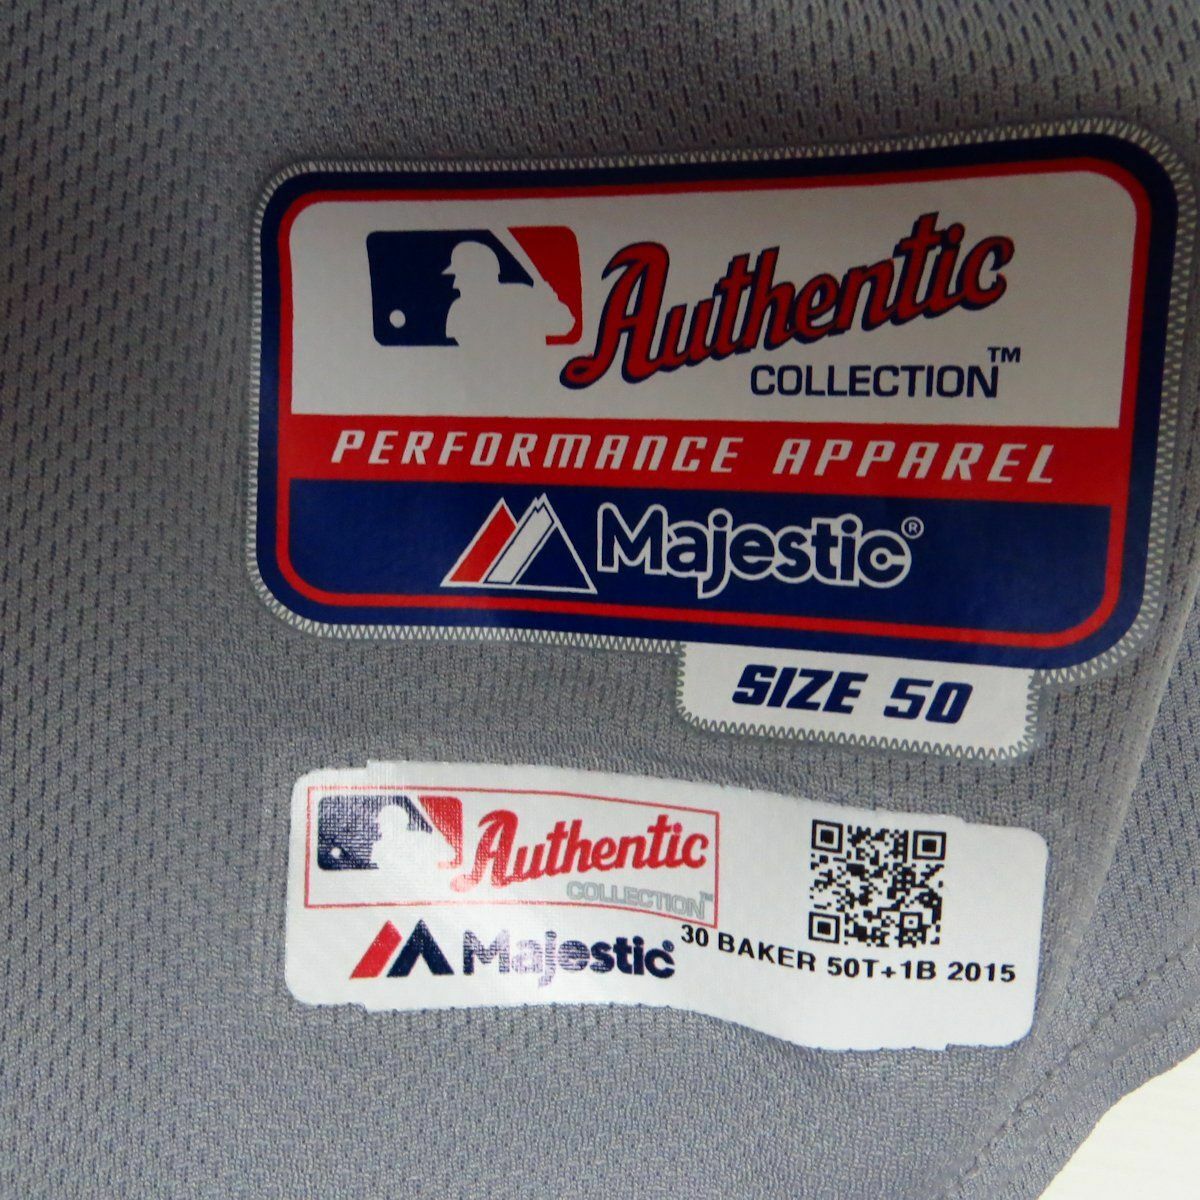 Authentic
COLLECTION™
PERFORMANCE APPAREL
Majestic®
SIZE 50
Authentic
COLLECTION™
Majestic®
30 BAKER 50T+1B 2015